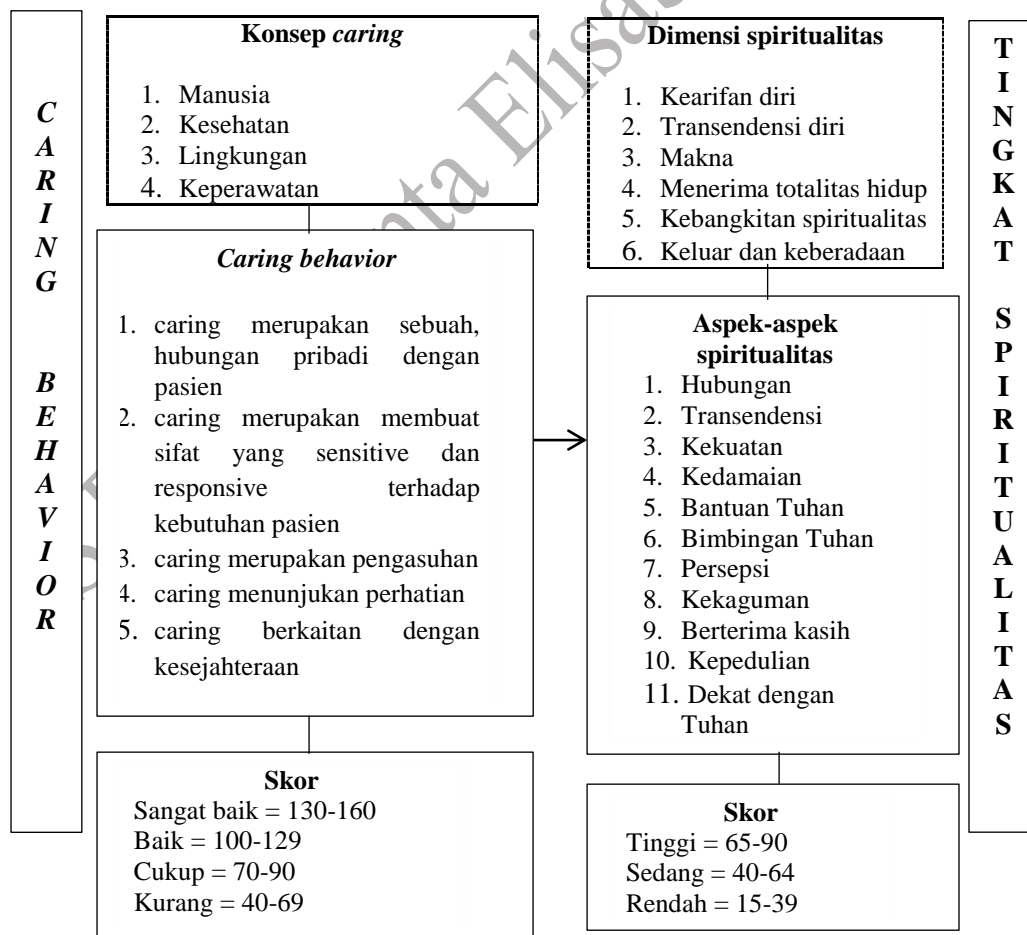 CARING BEHAVIOR
Konsep caring
1. Manusia
2. Kesehatan
3. Lingkungan
4. Keperawatan
Caring behavior
1. caring merupakan sebuah,
hubungan pribadi dengan
pasien
2. caring merupakan membuat
sifat yang sensitive dan
responsive terhadap
kebutuhan pasien
3. caring merupakan pengasuhan
4. caring menunjukan perhatian
5. caring berkaitan dengan
kesejahteraan
Skor
Sangat baik = 130-160
Baik = 100-129
Cukup = 70-90
Kurang = 40-69
Dimensi spiritualitas
1. Kearifan diri
2. Transendensi diri
3. Makna
4. Menerima totalitas hidup
5. Kebangkitan spiritualitas
6. Keluar dan keberadaan
Aspek-aspek
spiritualitas
1. Hubungan
2. Transendensi
3. Kekuatan
4. Kedamaian
5. Bantuan Tuhan
6. Bimbingan Tuhan
7. Persepsi
8. Kekaguman
9. Berterima kasih
10. Kepedulian
11. Dekat dengan
Tuhan
Skor
Tinggi = 65-90
Sedang = 40-64
Rendah = 15-39
TINGKAT SPIRITUALITAS